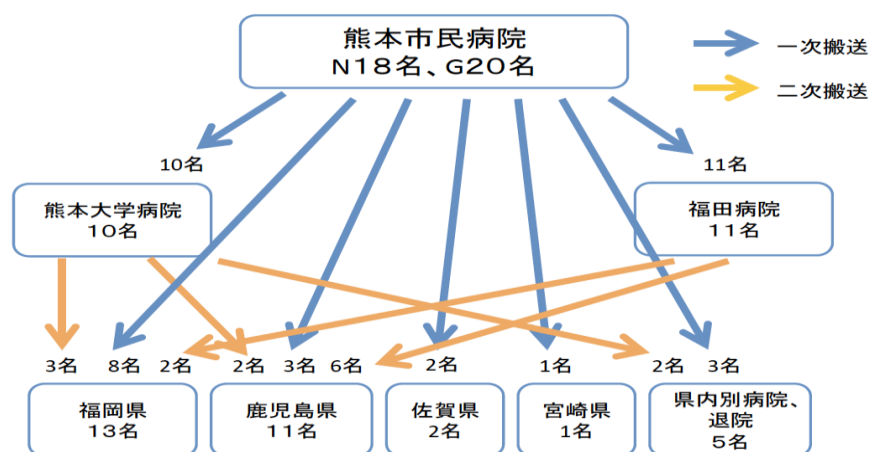 熊本市民病院
N18名、G20名
一次搬送
二次搬送
10名
11名
熊本大学病院
10名
福田病院
11名
3名
8名
2名
2名
3名
6名
2名
1名
2名
3名
福岡県
13名
鹿児島県
11名
佐賀県
2名
宮崎県
1名
県内別病院、
退院
5名